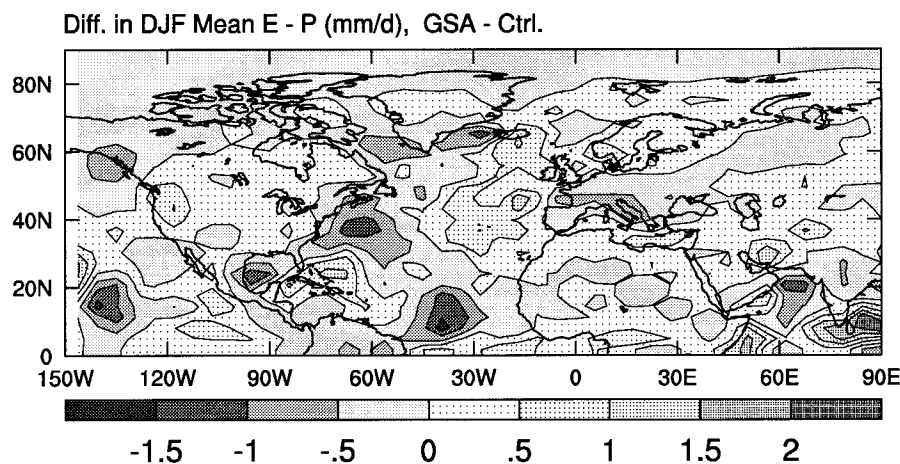 Diff. in DJF Mean E - P (mm/d), GSA - Ctrl.
80N
60N
40N
20N
0
150W 120W 90W 60W 30W 0 30E 60E 90E
-1.5 -1 -.5 0 .5 1 1.5 2